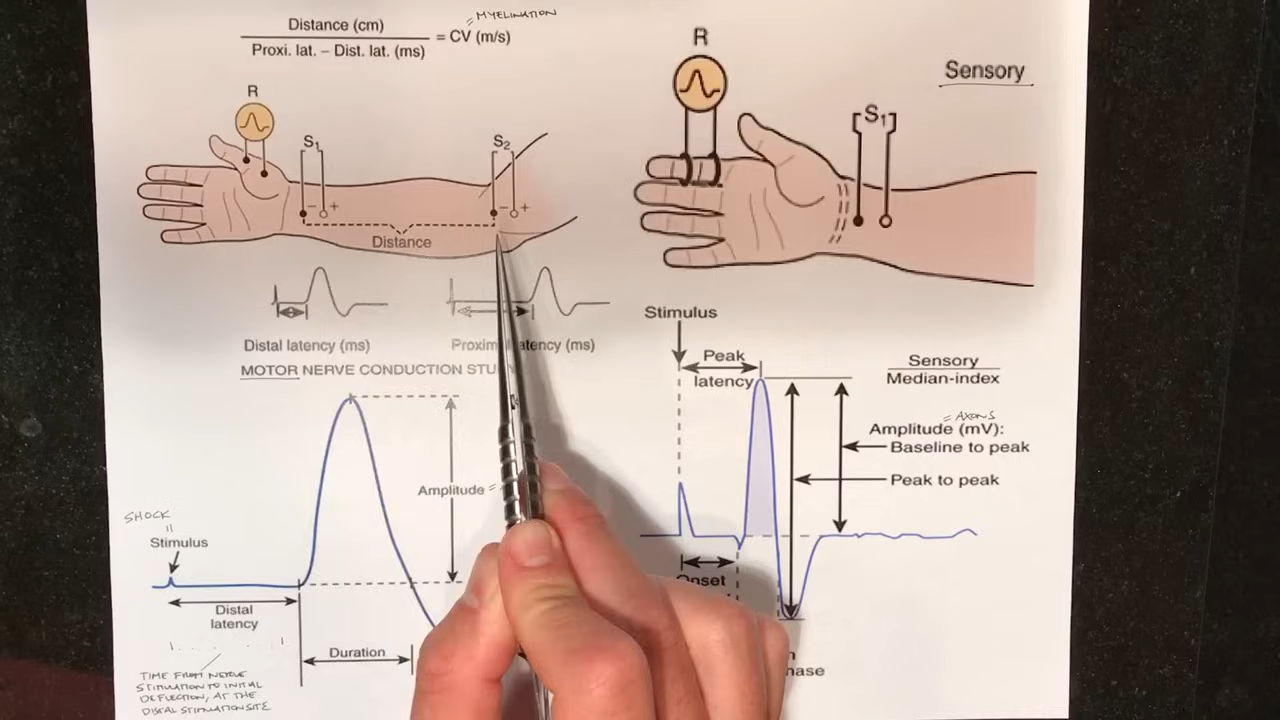 Distance (cm)
Proxi. lat. – Dist. lat. (ms)
= CV (m/s)
= MYELINATION
R
S1
S2
– +
– +
Distance
Distal latency (ms)
latency (ms)
MOTOR NERVE CONDUCTION
Amplitude =
SHOCK
=
Stimulus
Distal
latency
Duration
TIME FROM NERVE
STIMULATION TO INITIAL
DEFLECTION, AT THE
DISTAL STIMULATION SITE
R
Sensory
S1
Stimulus
Peak
latency
Sensory
Median-index
= AXONS
Amplitude (mV):
Baseline to peak
Peak to peak
Onset